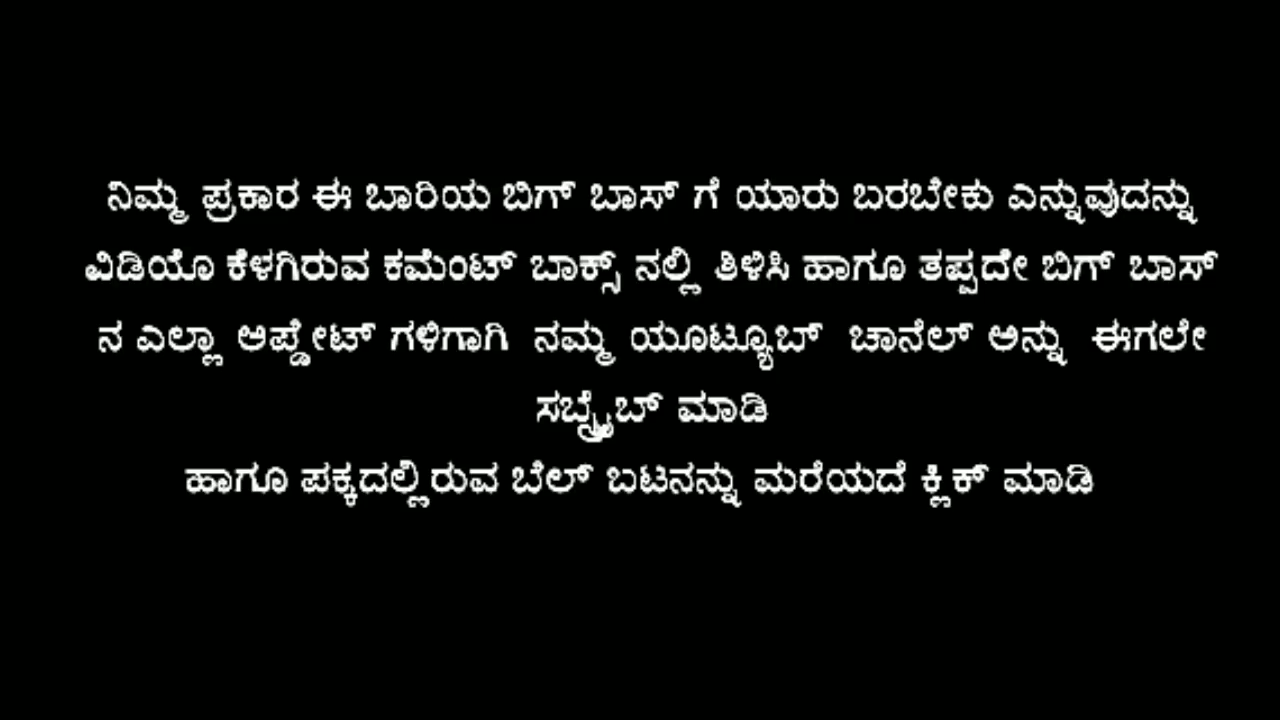 ನಿಮ್ಮ ಪ್ರಕಾರ ಈ ಬಾರಿಯ ಬಿಗ್ ಬಾಸ್ ಗೆ ಯಾರು ಬರಬೇಕು ಎನ್ನುವುದನ್ನು
ವಿಡಿಯೊ ಕೆಳಗಿರುವ ಕಮೆಂಟ್ ಬಾಕ್ಸ್ ನಲ್ಲಿ ತಿಳಿಸಿ ಹಾಗೂ ತಪ್ಪದೇ ಬಿಗ್ ಬಾಸ್
ನ ಎಲ್ಲಾ ಅಪ್ಡೇಟ್ ಗಳಿಗಾಗಿ ನಮ್ಮ ಯೂಟ್ಯೂಬ್ ಚಾನೆಲ್ ಅನ್ನು ಈಗಲೇ
ಸಬ್ಸ್ಕ್ರೈಬ್ ಮಾಡಿ
ಹಾಗೂ ಪಕ್ಕದಲ್ಲಿರುವ ಬೆಲ್ ಬಟನನ್ನು ಮರೆಯದೆ ಕ್ಲಿಕ್ ಮಾಡಿ